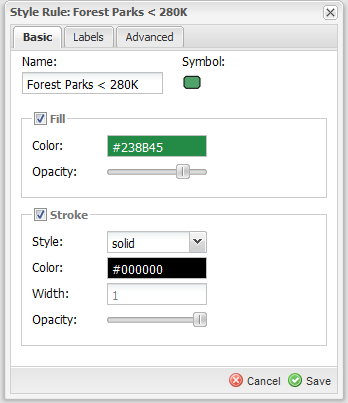 Style Rule: Forest Parks < 280K
Basic Labels Advanced
Name: Symbol:
Forest Parks < 280K
Fill
Color: #238B45
Opacity:
Stroke
Style: solid
Color: #000000
Width: 1
Opacity:
Cancel Save